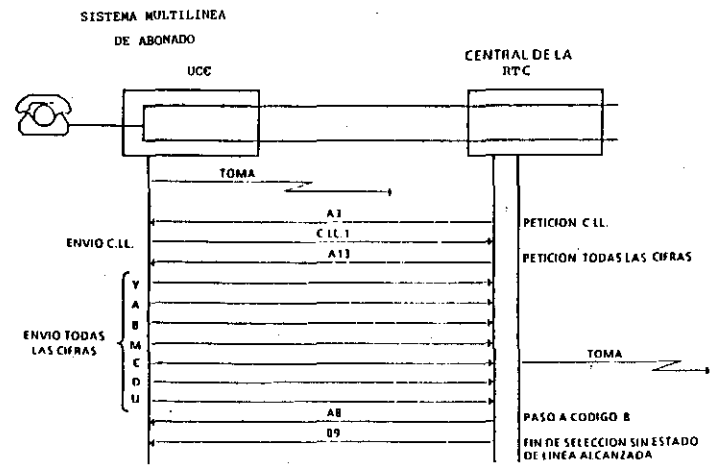 SISTEMA MULTILINEA
DE ABONADO
UCC
CENTRAL DE LA
RTC
TOMA
A3
PETICION C.LL.
ENVIO C.LL.
C.LL.1
A13
PETICION TODAS LAS CIFRAS
ENVIO TODAS
LAS CIFRAS
Y
A
B
M
C
D
U
TOMA
A8
PASO A CODIGO B
B9
FIN DE SELECCION SIN ESTADO
DE LINEA ALCANZADA